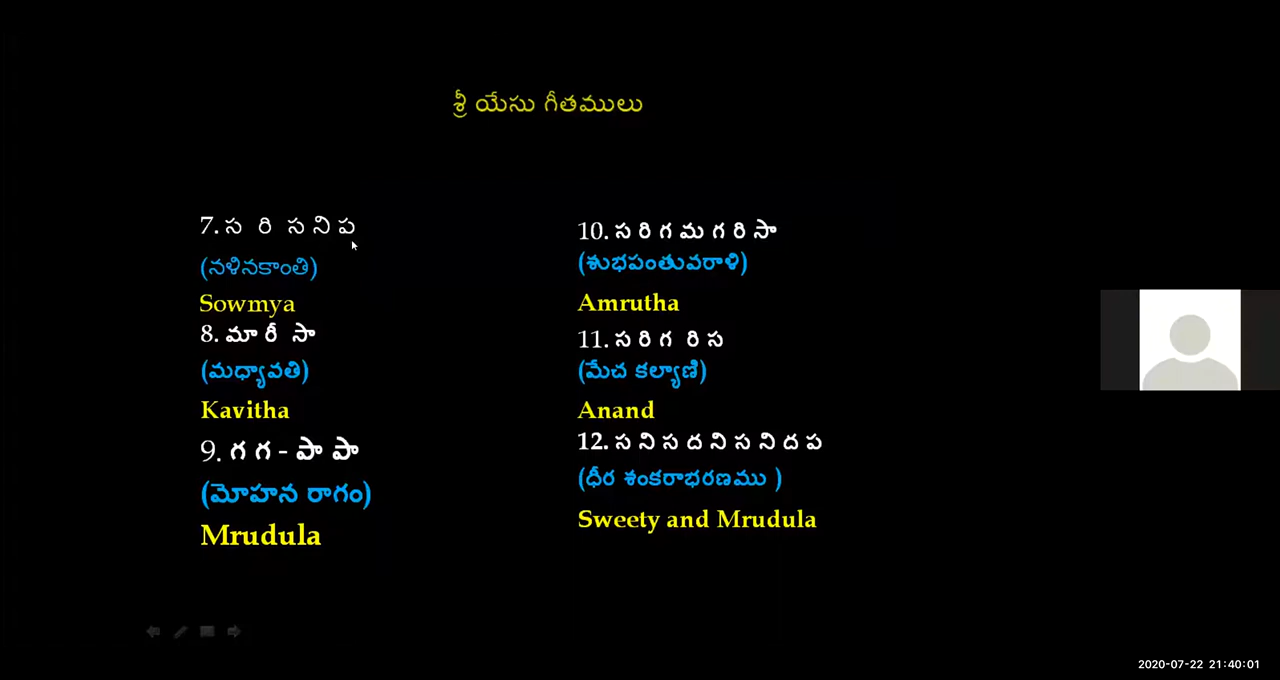 శ్రీ యేసు గీతములు
7. స రి స ని ప
(నళినకాంతి)
Sowmya
8. మా రీ సా
(మధ్యావతి)
Kavitha
9. గ గ - పా పా
(మోహన రాగం)
Mrudula
10. స రి గ మ గ రి సా
(శుభపంతువరాళి)
Amrutha
11. స రి గ రి స
(మేచ కల్యాణి)
Anand
12. స ని స ద ని స ని ద ప
(ధీర శంకరాభరణము )
Sweety and Mrudula
2020-07-22 21:40:01